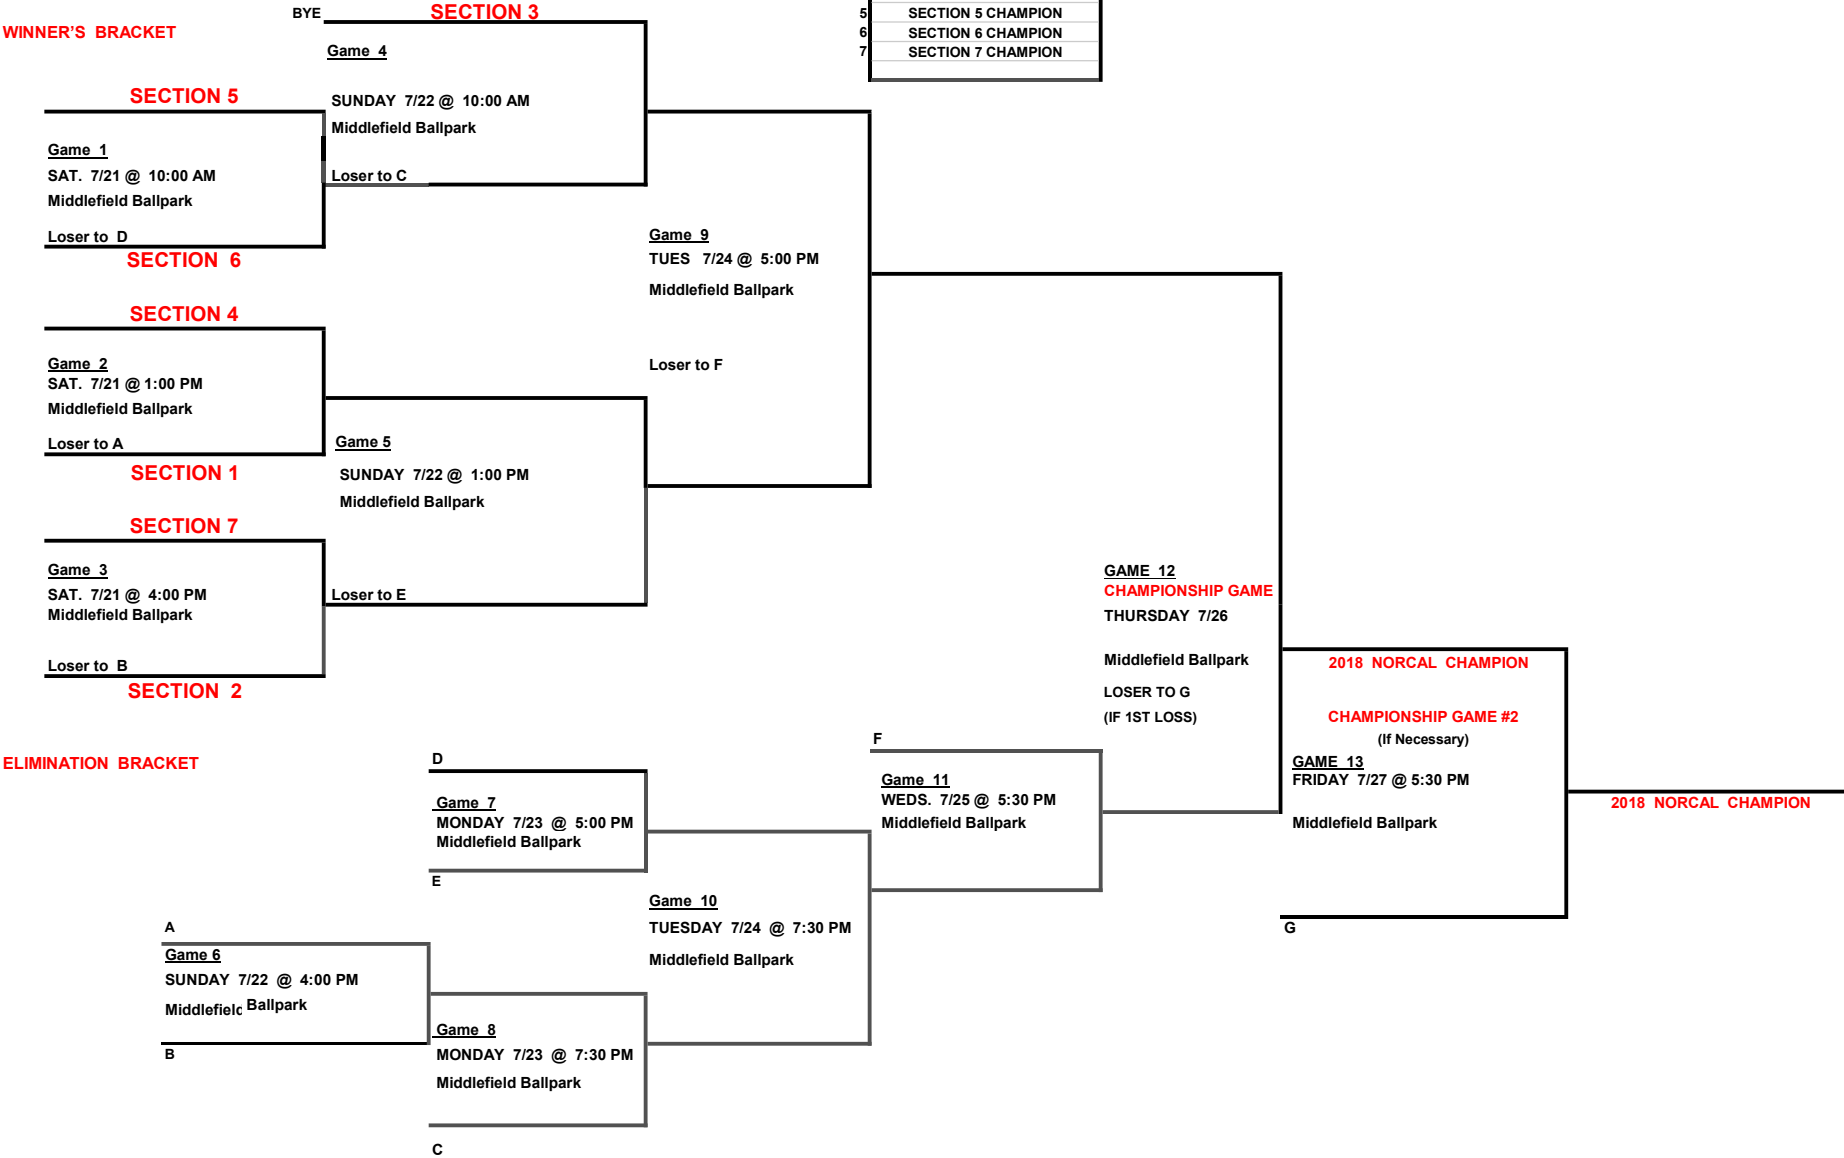 BYE
SECTION 3
5 SECTION 5 CHAMPION
6 SECTION 6 CHAMPION
7 SECTION 7 CHAMPION
WINNER'S BRACKET
Game 4
SUNDAY 7/22 @ 10:00 AM
Middlefield Ballpark
Loser to C
SECTION 5
Game 1
SAT. 7/21 @ 10:00 AM
Middlefield Ballpark
Loser to D
SECTION 6
Game 9
TUES 7/24 @ 5:00 PM
Middlefield Ballpark
Loser to F
SECTION 4
Game 2
SAT. 7/21 @ 1:00 PM
Middlefield Ballpark
Loser to A
SECTION 1
Game 5
SUNDAY 7/22 @ 1:00 PM
Middlefield Ballpark
Loser to E
SECTION 7
Game 3
SAT. 7/21 @ 4:00 PM
Middlefield Ballpark
Loser to B
SECTION 2
GAME 12
CHAMPIONSHIP GAME
THURSDAY 7/26
Middlefield Ballpark
LOSER TO G
(IF 1ST LOSS)
2018 NORCAL CHAMPION
CHAMPIONSHIP GAME #2
(If Necessary)
GAME 13
FRIDAY 7/27 @ 5:30 PM
Middlefield Ballpark
G
2018 NORCAL CHAMPION
ELIMINATION BRACKET
D
Game 7
MONDAY 7/23 @ 5:00 PM
Middlefield Ballpark
E
F
Game 11
WEDS. 7/25 @ 5:30 PM
Middlefield Ballpark
Game 10
TUESDAY 7/24 @ 7:30 PM
Middlefield Ballpark
A
Game 6
SUNDAY 7/22 @ 4:00 PM
Middlefield Ballpark
B
Game 8
MONDAY 7/23 @ 7:30 PM
Middlefield Ballpark
C